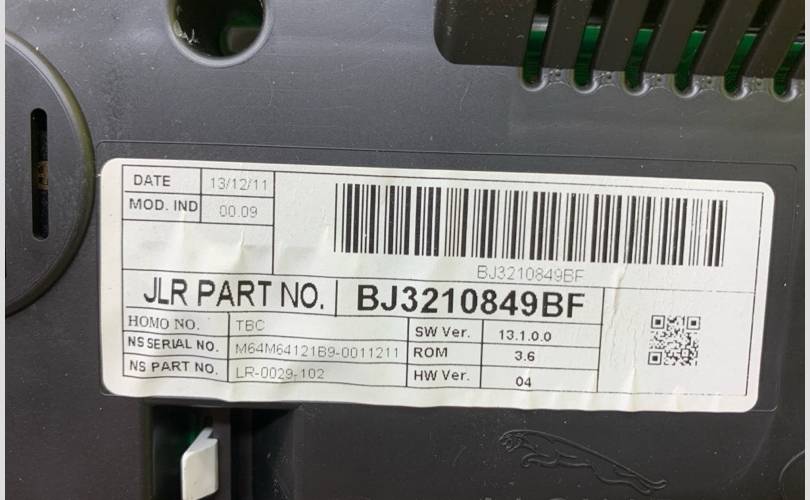 DATE 13/12/11
MOD. IND 00.09
BJ3210849BF
JLR PART NO. BJ3210849BF
HOMO NO. TBC
NS SERIAL NO. M64M64121B9-0011211
NS PART NO. LR-0029-102
SW Ver. 13.1.0.0
ROM 3.6
HW Ver. 04